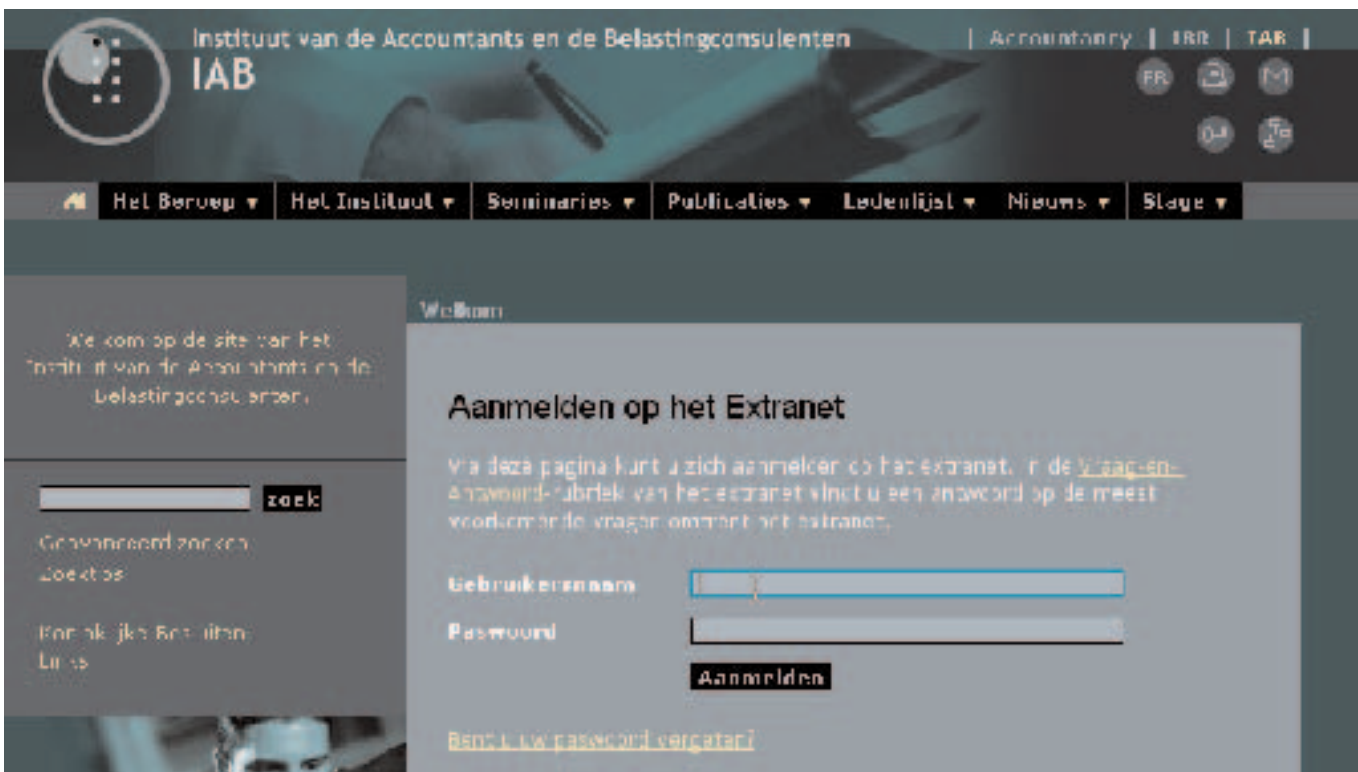 Instituut van de Accountants en de Belastingconsulenten
IAB
| Accountancy | IBR | IAB |
FR
Het Beroep ▼ Het Instituut ▼ Seminaries ▼ Publicaties ▼ Ledenlijst ▼ Nieuws ▼ Stage ▼
Welkom op de site van het
Instituut van de Accountants en de
Belastingconsulenten.
zoek
Geavanceerd zoeken
Zoektips
Koninklijke Besluiten
Links
Welkom
Aanmelden op het Extranet
Via deze pagina kunt u zich aanmelden op het extranet. In de Vraag-en-
Antwoord-rubriek van het extranet vindt u een antwoord op de meest
voorkomende vragen omtrent het extranet.
Gebruikersnaam
Paswoord
Aanmelden
Bent u uw paswoord vergeten?